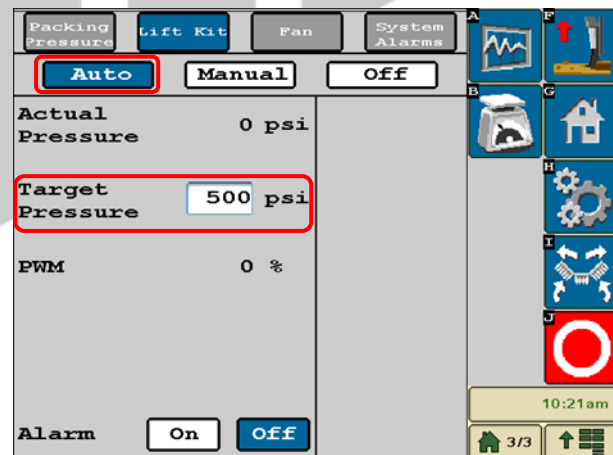 Packing Pressure
Lift Kit
Fan
System Alarms
Auto
Manual
Off
Actual Pressure
0 psi
Target Pressure
500 psi
PWM
0 %
Alarm
On
Off
A
F
B
G
H
I
J
10:21am
3/3